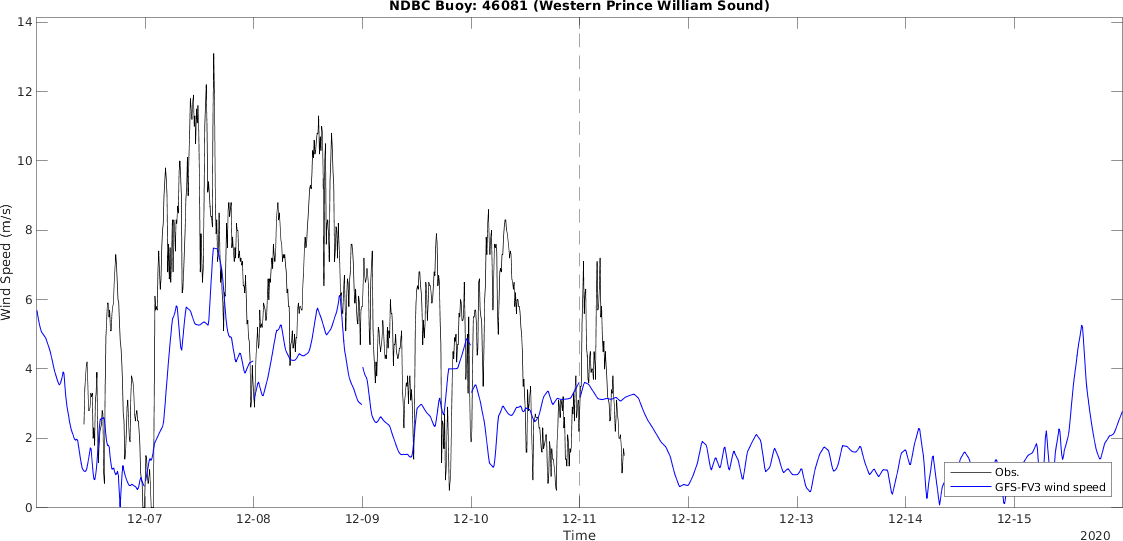 NDBC Buoy: 46081 (Western Prince William Sound)
Wind Speed (m/s)
14
12
10
8
6
4
2
0
Obs.
GFS-FV3 wind speed
12-07 12-08 12-09 12-10 12-11 12-12 12-13 12-14 12-15
Time
2020